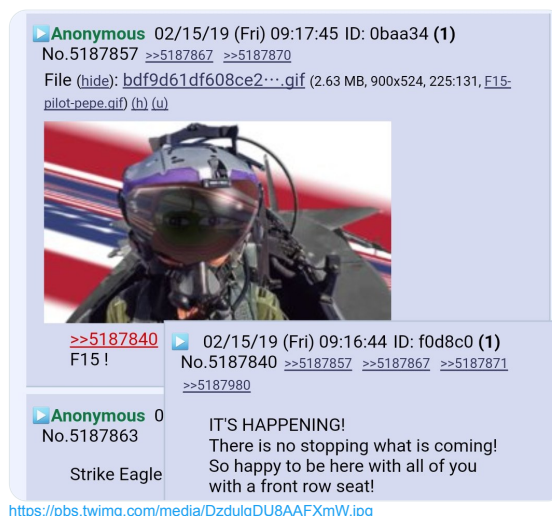 Anonymous 02/15/19 (Fri) 09:17:45 ID: 0baa34 (1)
No.5187857 >>5187867 >>5187870
File (hide): bdf9d61df608ce2···.gif (2.63 MB, 900x524, 225:131, F15-
pilot-pepe.gif) (h) (u)
>>5187840
F15 !
02/15/19 (Fri) 09:16:44 ID: f0d8c0 (1)
No.5187840 >>5187857 >>5187867 >>5187871
>>5187980
IT'S HAPPENING!
There is no stopping what is coming!
So happy to be here with all of you
with a front row seat!
Anonymous 0
No.5187863
Strike Eagle
https://pbs.twimg.com/media/DzdulgDU8AAFXmW.jpg